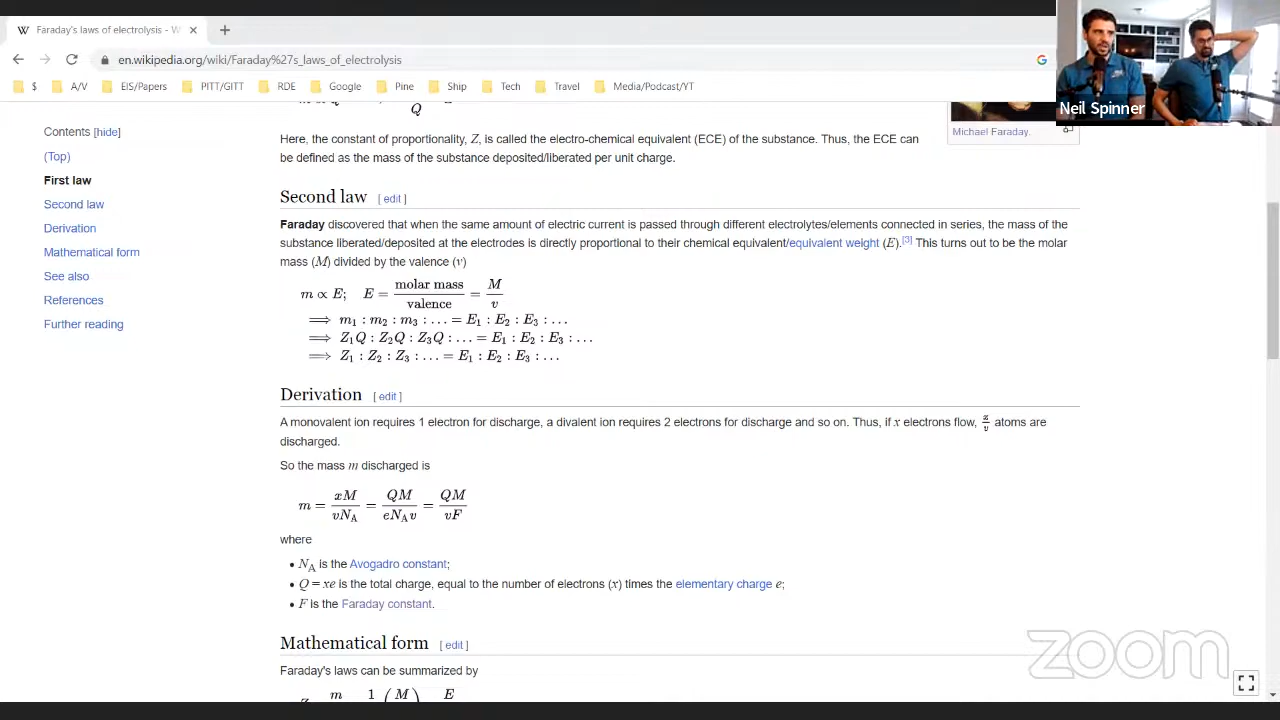 Faraday's laws of electrolysis - W
en.wikipedia.org/wiki/Faraday%27s_laws_of_electrolysis
$ A/V EIS/Papers PITT/GITT RDE Google Pine Ship Tech Travel Media/Podcast/YT
Neil Spinner
Michael Faraday.
Contents [hide]
(Top)
First law
Second law
Derivation
Mathematical form
See also
References
Further reading
Q
Here, the constant of proportionality, Z, is called the electro-chemical equivalent (ECE) of the substance. Thus, the ECE can
be defined as the mass of the substance deposited/liberated per unit charge.
Second law [ edit ]
Faraday discovered that when the same amount of electric current is passed through different electrolytes/elements connected in series, the mass of the
substance liberated/deposited at the electrodes is directly proportional to their chemical equivalent/equivalent weight (E).[3] This turns out to be the molar
mass (M) divided by the valence (v)
m ∝ E; E = molar mass / valence = M / v
⟹ m₁ : m₂ : m₃ : … = E₁ : E₂ : E₃ : …
⟹ Z₁Q : Z₂Q : Z₃Q : … = E₁ : E₂ : E₃ : …
⟹ Z₁ : Z₂ : Z₃ : … = E₁ : E₂ : E₃ : …
Derivation [ edit ]
A monovalent ion requires 1 electron for discharge, a divalent ion requires 2 electrons for discharge and so on. Thus, if x electrons flow, x/v atoms are
discharged.
So the mass m discharged is
m = xM / vN_A = QM / eN_Av = QM / vF
where
• N_A is the Avogadro constant;
• Q = xe is the total charge, equal to the number of electrons (x) times the elementary charge e;
• F is the Faraday constant.
Mathematical form [ edit ]
Faraday's laws can be summarized by
m 1 ( M ) E
zoom